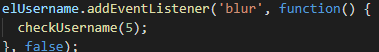 elUsername.addEventListener('blur', function() {
  checkUsername(5);
}, false);